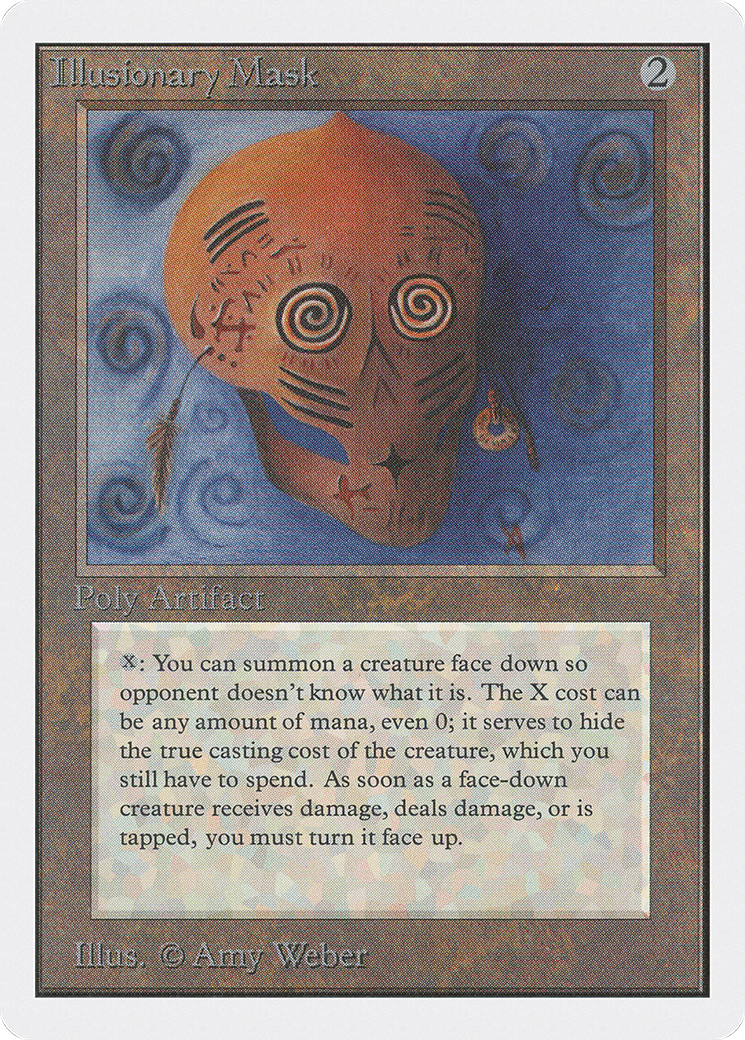 Illusionary Mask 2
Poly Artifact
X: You can summon a creature face down so
opponent doesn't know what it is. The X cost can
be any amount of mana, even 0; it serves to hide
the true casting cost of the creature, which you
still have to spend. As soon as a face-down
creature receives damage, deals damage, or is
tapped, you must turn it face up.
Illus. © Amy Weber